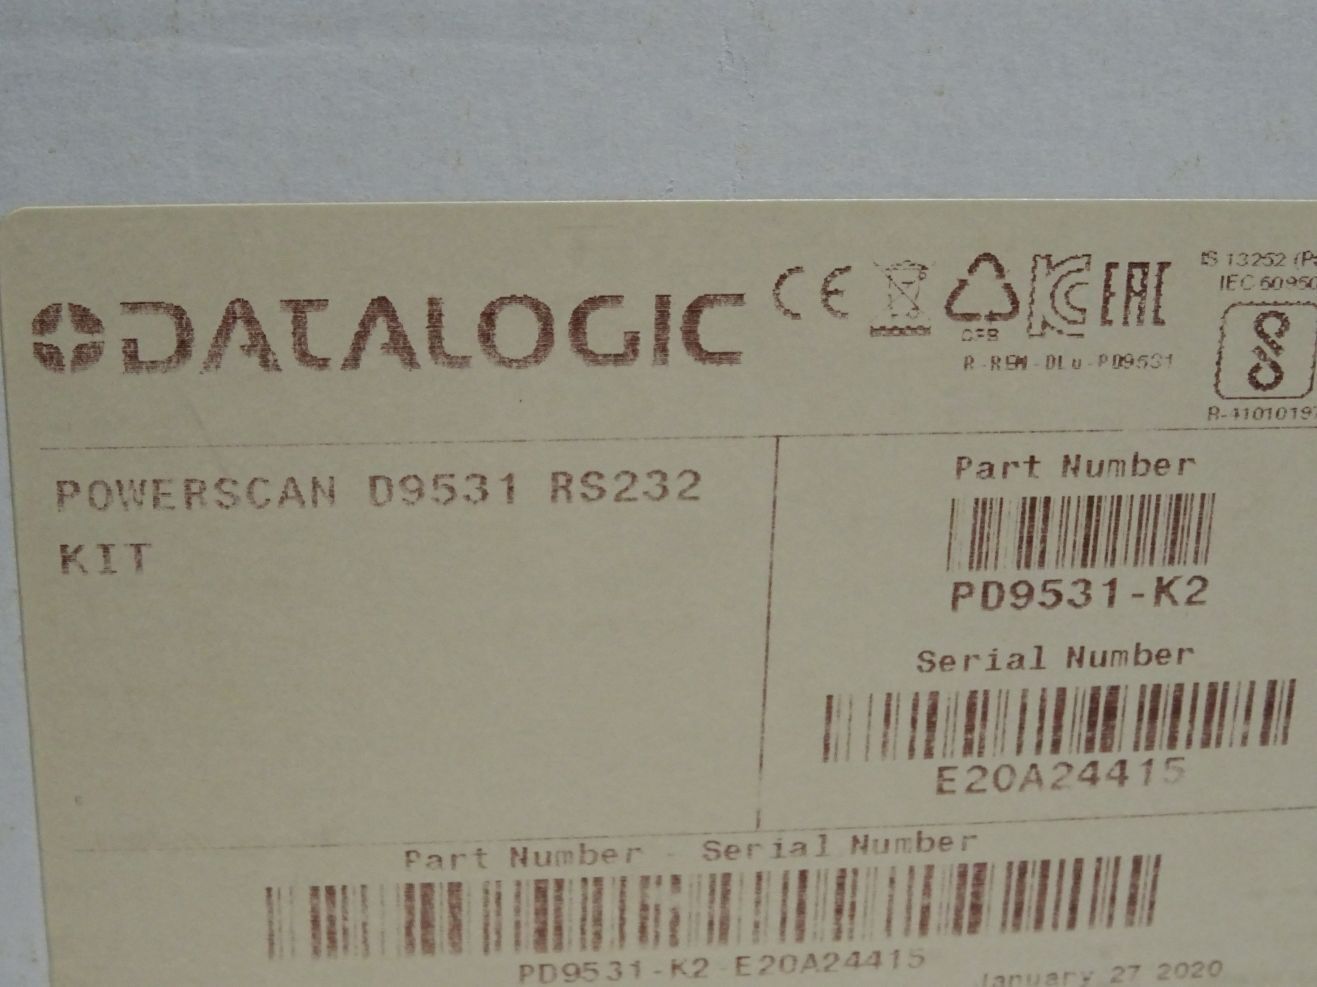 DATALOGIC
CE
EAC
R-REM-DLu-PD9531
IS 13252
IEC
POWERSCAN D9531 RS232
KIT
Part Number
PD9531-K2
Serial Number
E20A24415
Part Number - Serial Number
PD9531-K2-E20A24415
January 27 2020